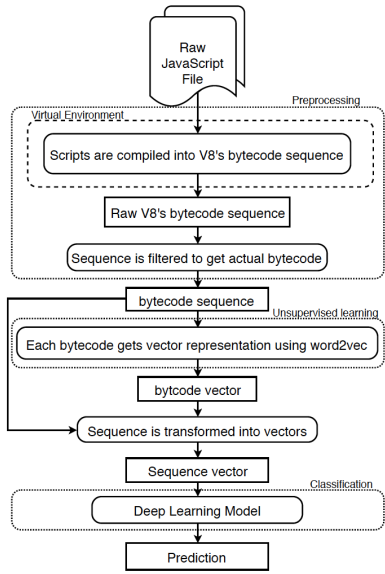 Raw
JavaScript
File
Preprocessing
Virtual Environment
Scripts are compiled into V8's bytecode sequence
Raw V8's bytecode sequence
Sequence is filtered to get actual bytecode
bytecode sequence
Unsupervised learning
Each bytecode gets vector representation using word2vec
bytcode vector
Sequence is transformed into vectors
Sequence vector
Classification
Deep Learning Model
Prediction